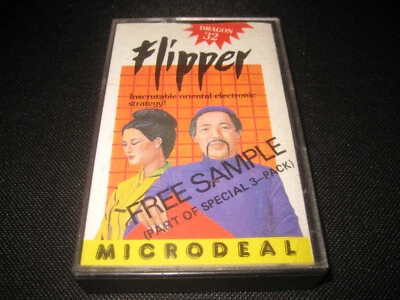 DRAGON
32
Flipper
Inscrutable oriental electronic
strategy!
FREE SAMPLE
(PART OF SPECIAL 3-PACK)
MICRODEAL